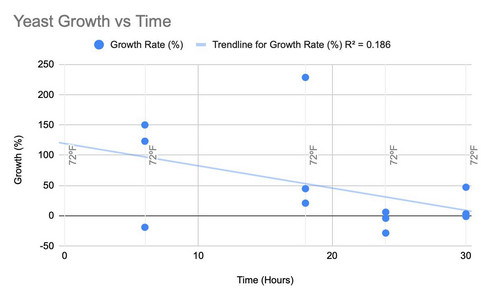 Yeast Growth vs Time
Growth Rate (%) Trendline for Growth Rate (%) R² = 0.186
Growth (%)
250
200
150
100
50
0
-50
72°F
72°F
72°F
72°F
72°F
0 10 20 30
Time (Hours)